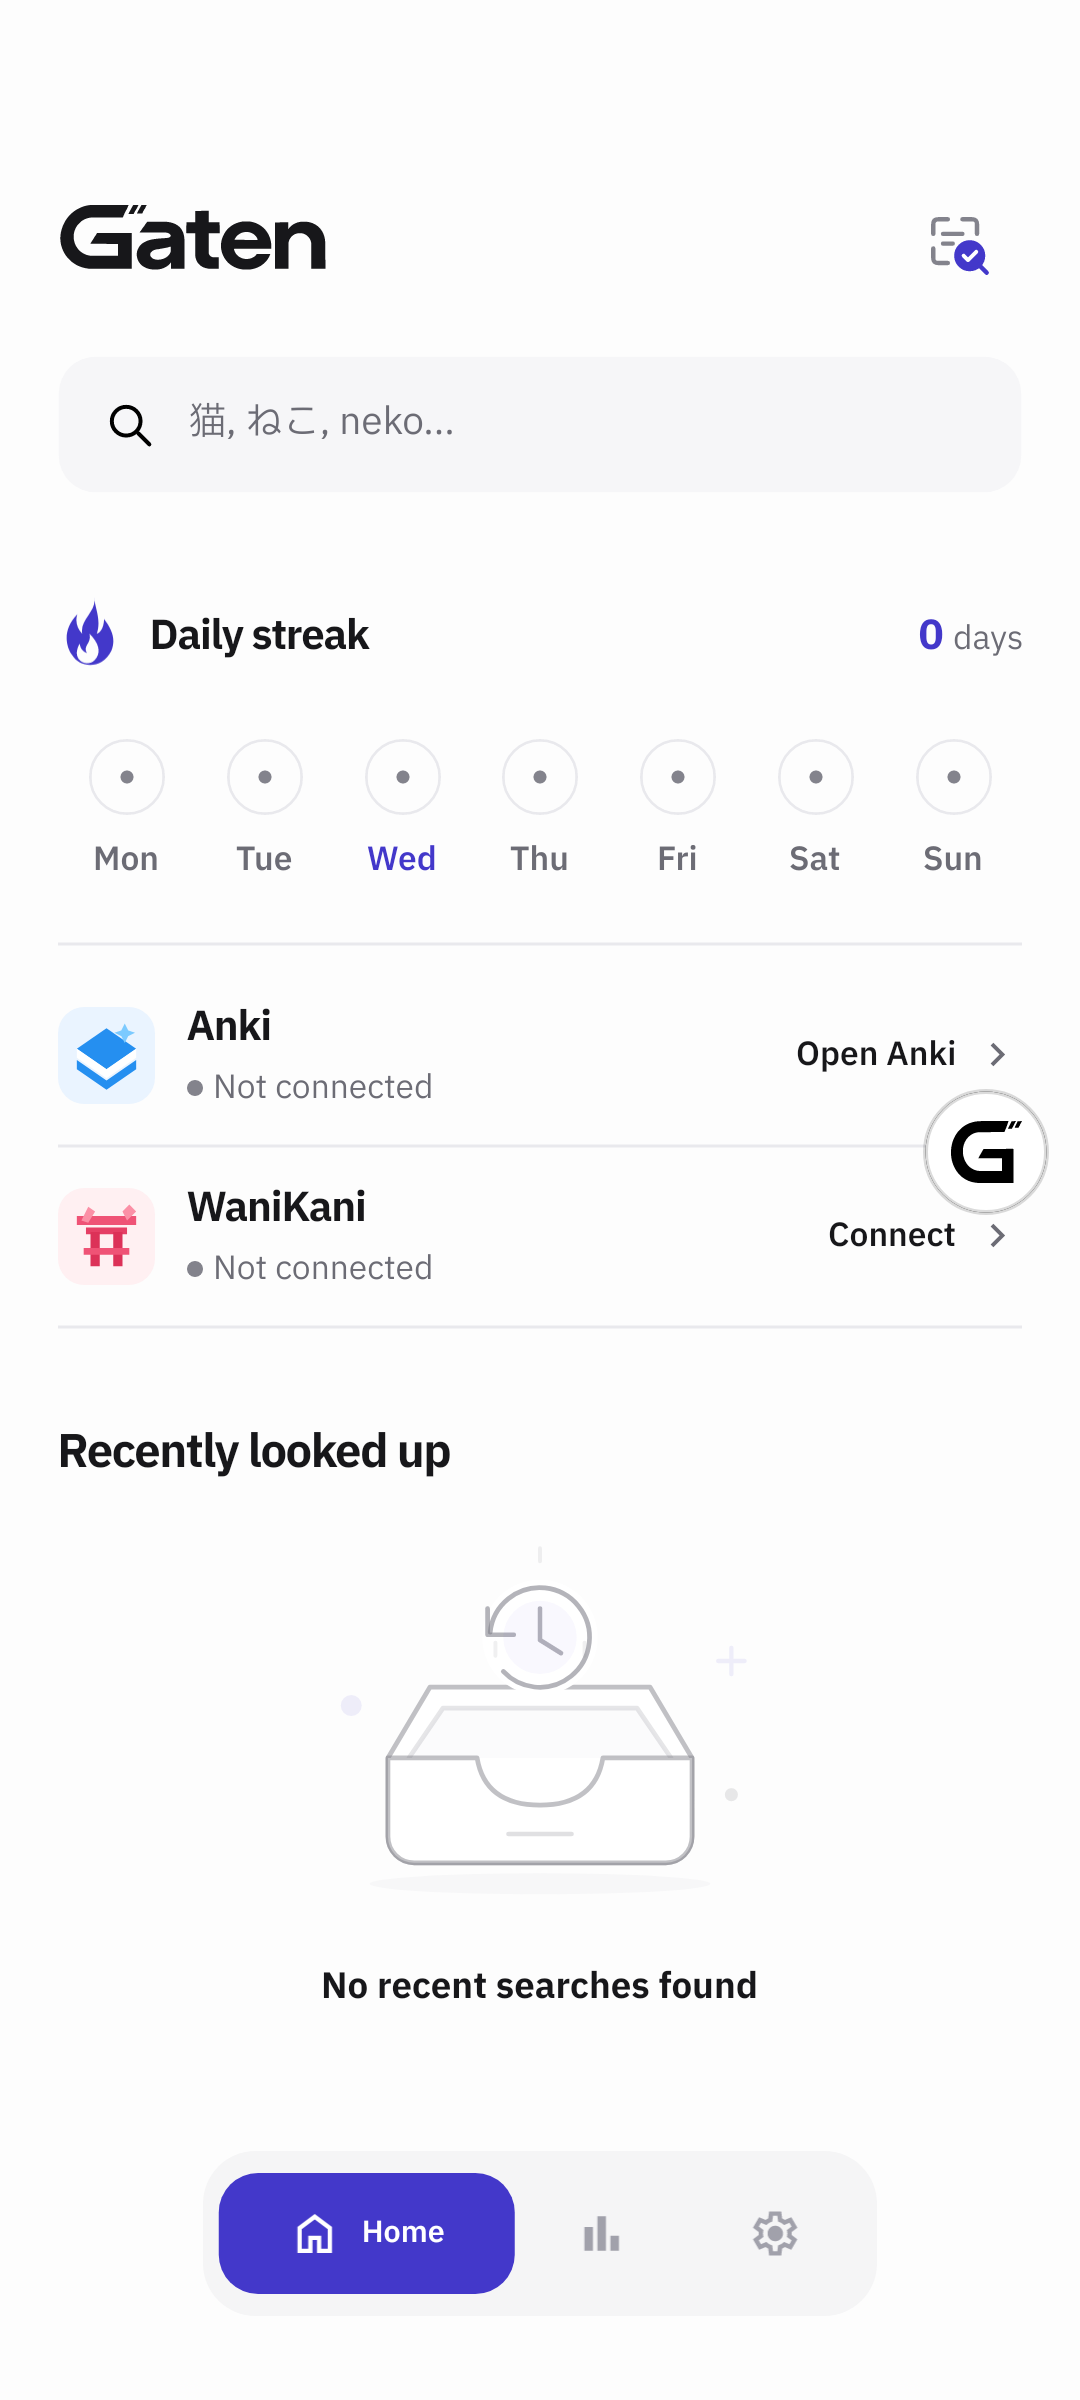 Gaten
猫, ねこ, neko...
Daily streak
0 days
Mon Tue Wed Thu Fri Sat Sun
Anki
Not connected
Open Anki
G
WaniKani
Not connected
Connect
Recently looked up
No recent searches found
Home